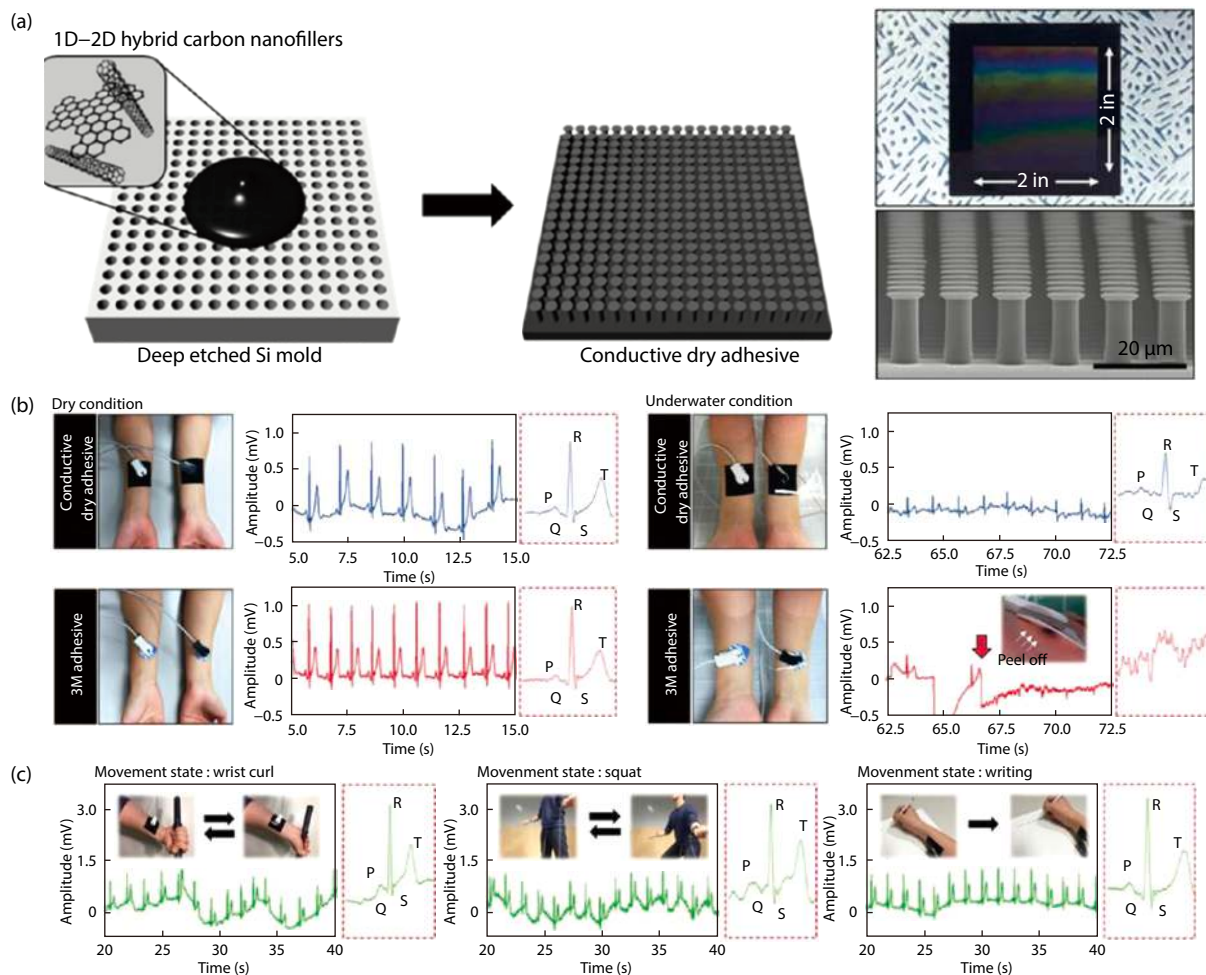 (a)
1D–2D hybrid carbon nanofillers
Deep etched Si mold
Conductive dry adhesive
2 in
2 in
20 μm
(b)
Dry condition
Conductive
dry adhesive
Amplitude (mV)
1.0
0.5
0
−0.5
5.0
7.5
10.0
12.5
15.0
Time (s)
P
Q
R
S
T
Underwater condition
Conductive
dry adhesive
Amplitude (mV)
1.0
0.5
0
−0.5
62.5
65.0
67.5
70.0
72.5
Time (s)
P
Q
R
S
T
3M adhesive
Amplitude (mV)
1.0
0.5
0
−0.5
5.0
7.5
10.0
12.5
15.0
Time (s)
P
Q
R
S
T
3M adhesive
Amplitude (mV)
1.0
0.5
0
−0.5
62.5
65.0
67.5
70.0
72.5
Time (s)
Peel off
(c)
Movement state : wrist curl
Amplitude (mV)
3.0
1.5
0
20
25
30
35
40
Time (s)
P
Q
R
S
T
Movenment state : squat
Amplitude (mV)
3.0
1.5
0
20
25
30
35
40
Time (s)
P
Q
R
S
T
Movenment state : writing
Amplitude (mV)
3.0
1.5
0
20
25
30
35
40
Time (s)
P
Q
R
S
T